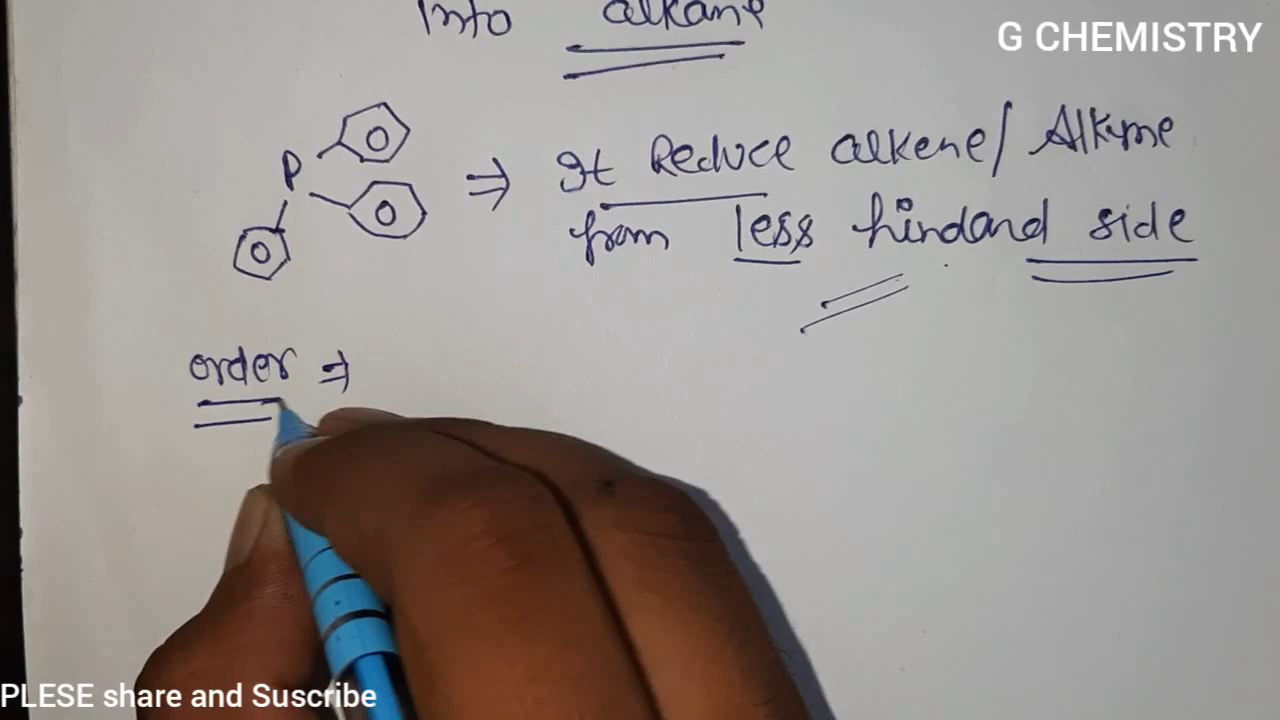 Into alkane
G CHEMISTRY
P
⇒ It Reduce alkene/Alkyne
from less hindand side
order ⇒
PLESE share and Suscribe